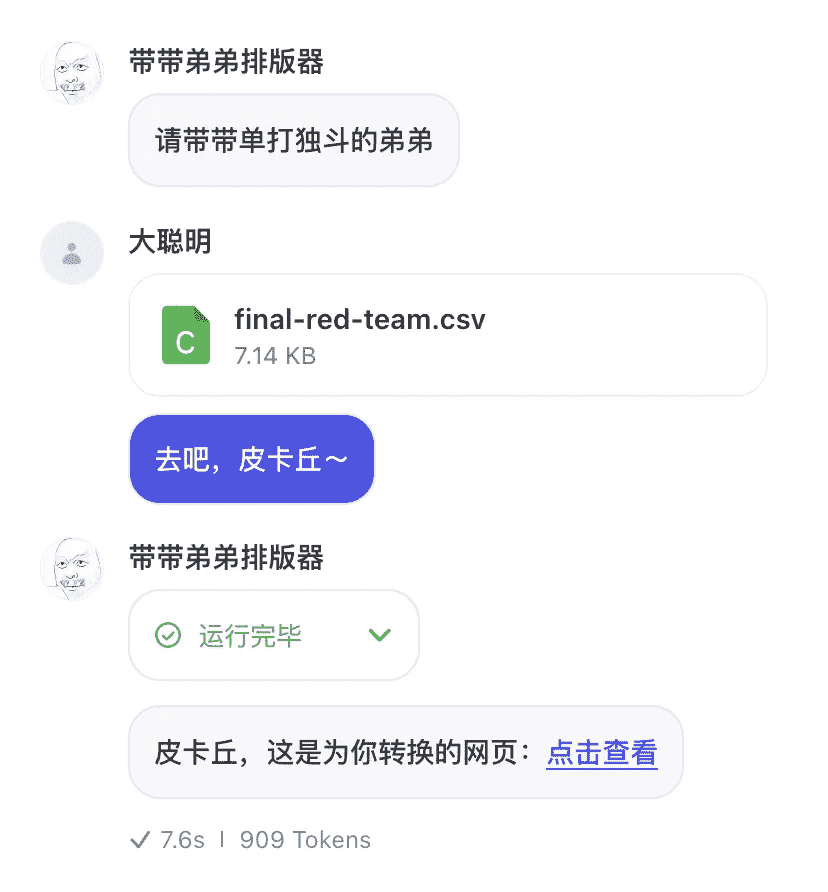 带带弟弟排版器
请带带单打独斗的弟弟
大聪明
C
final-red-team.csv
7.14 KB
去吧，皮卡丘～
带带弟弟排版器
运行完毕
皮卡丘，这是为你转换的网页：点击查看
7.6s | 909 Tokens